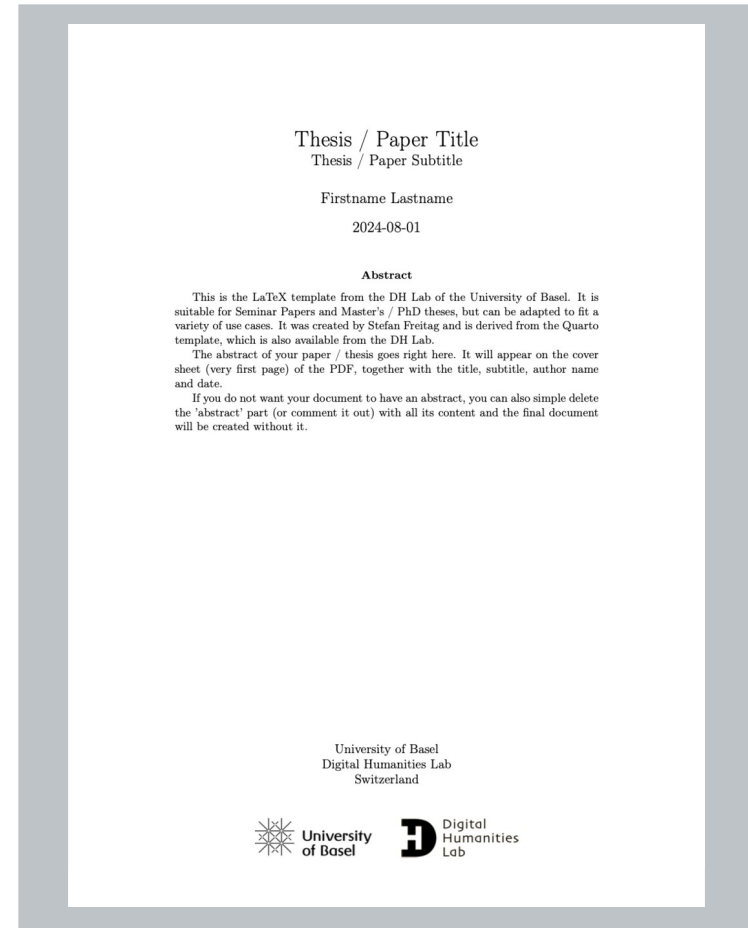 Thesis / Paper Title
Thesis / Paper Subtitle
Firstname Lastname
2024-08-01
Abstract
This is the LaTeX template from the DH Lab of the University of Basel. It is
suitable for Seminar Papers and Master's / PhD theses, but can be adapted to fit a
variety of use cases. It was created by Stefan Freitag and is derived from the Quarto
template, which is also available from the DH Lab.
The abstract of your paper / thesis goes right here. It will appear on the cover
sheet (very first page) of the PDF, together with the title, subtitle, author name
and date.
If you do not want your document to have an abstract, you can also simple delete
the 'abstract' part (or comment it out) with all its content and the final document
will be created without it.
University of Basel
Digital Humanities Lab
Switzerland
University
of Basel
Digital
Humanities
Lab